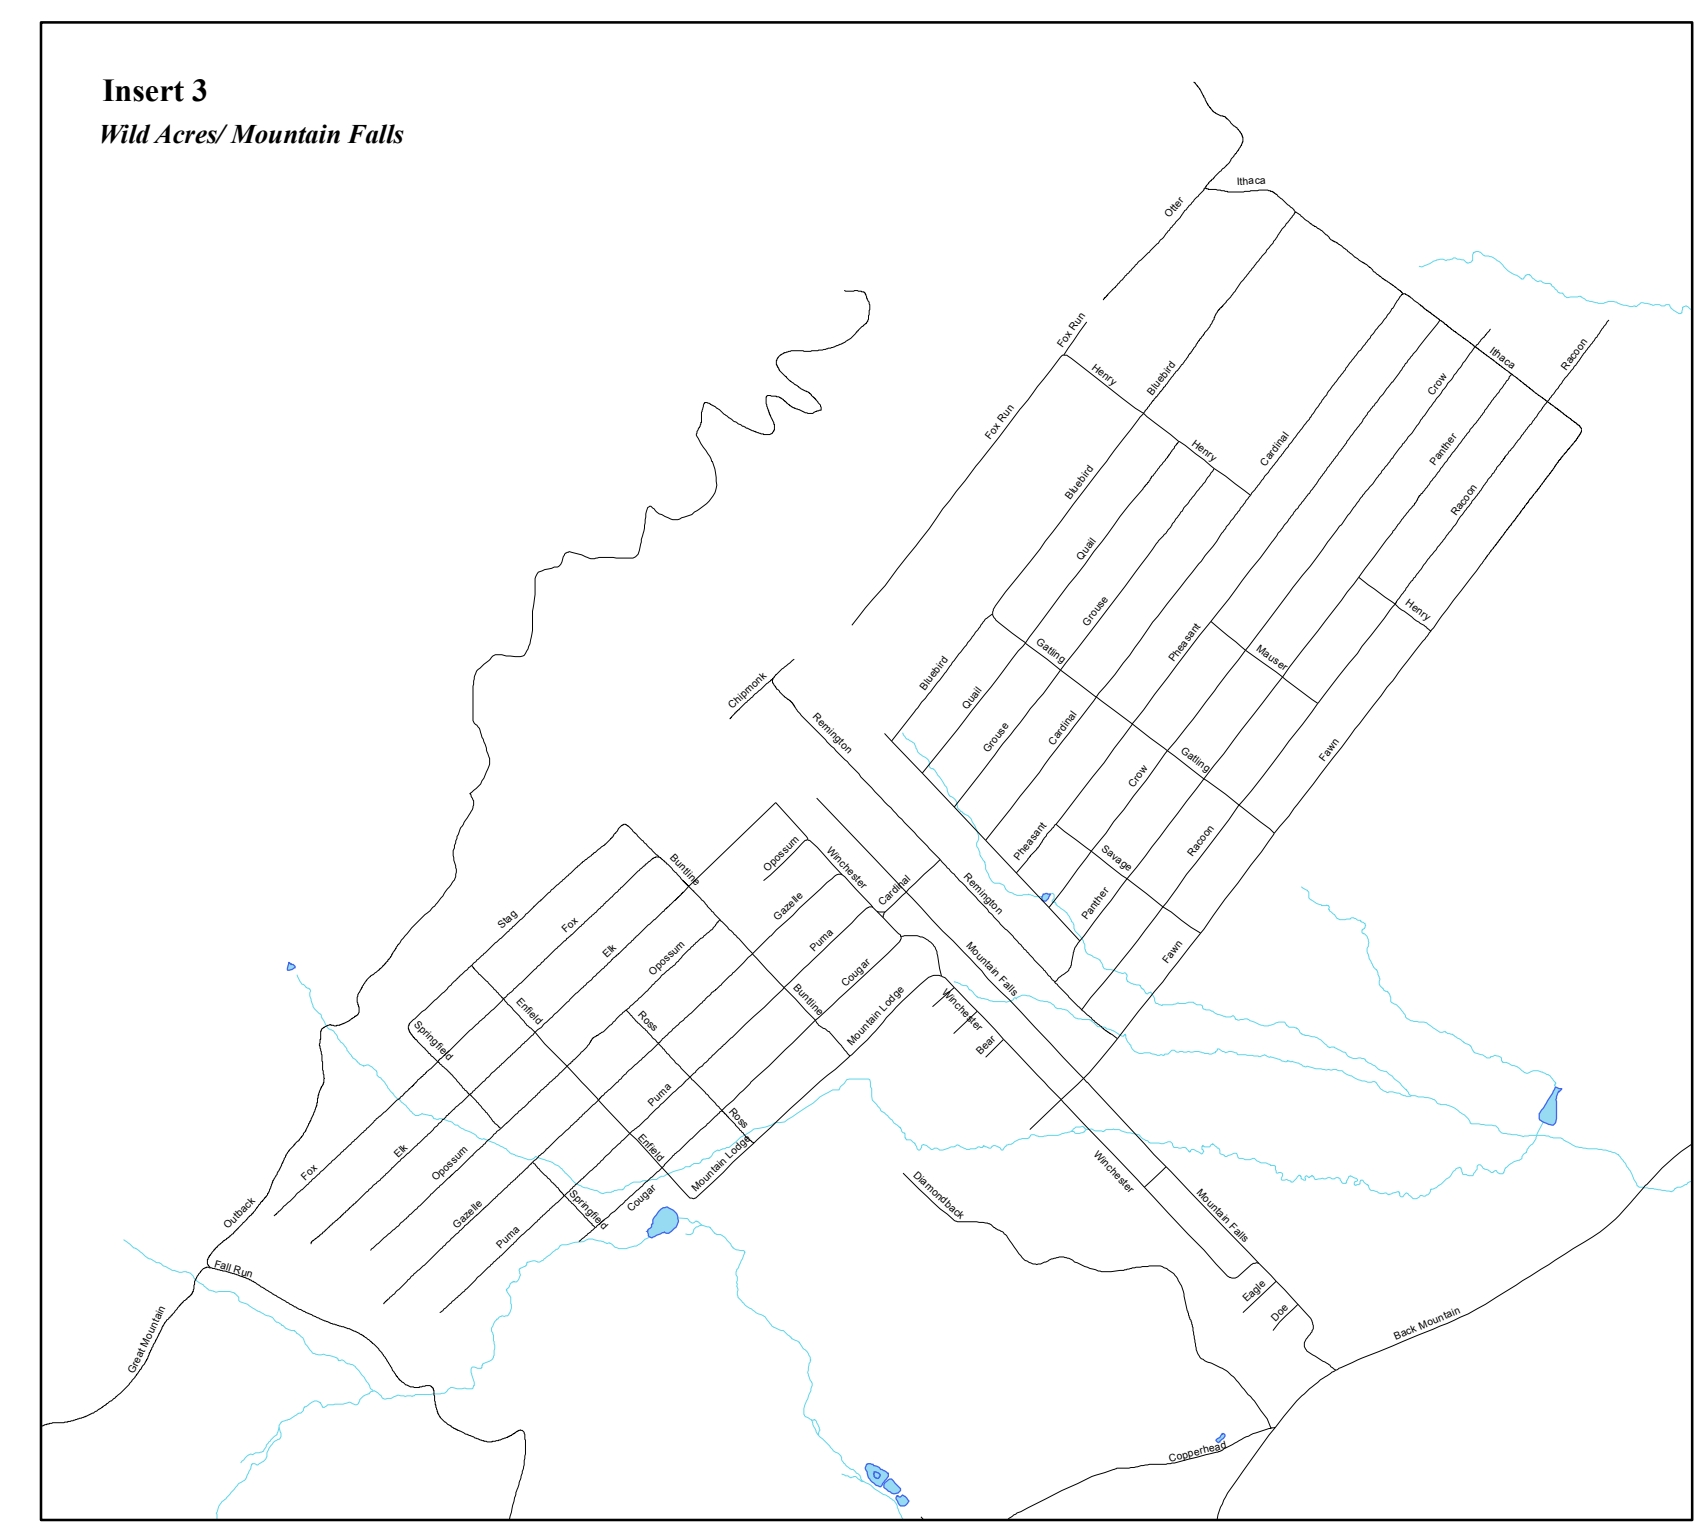 Insert 3
Wild Acres/ Mountain Falls
Ithaca
Otter
Fox Run
Henry
Bluebird
Ithaca
Racoon
Crow
Fox Run
Henry
Cardinal
Panther
Bluebird
Racoon
Quail
Grouse
Henry
Pheasant
Gatling
Mauser
Bluebird
Quail
Chipmonk
Remington
Grouse
Cardinal
Fawn
Gatling
Crow
Pheasant
Racoon
Savage
Opossum
Winchester
Buntline
Cardinal
Remington
Panther
Gazelle
Stag
Fox
Elk
Puma
Opossum
Fawn
Cougar
Mountain Falls
Buntline
Mountain Lodge
Winchester
Enfield
Ross
Springfield
Bear
Puma
Ross
Enfield
Mountain Lodge
Elk
Opossum
Fox
Winchester
Cougar
Springfield
Diamondback
Mountain Falls
Outback
Gazelle
Puma
Fall Run
Eagle
Doe
Great Mountain
Back Mountain
Copperhead